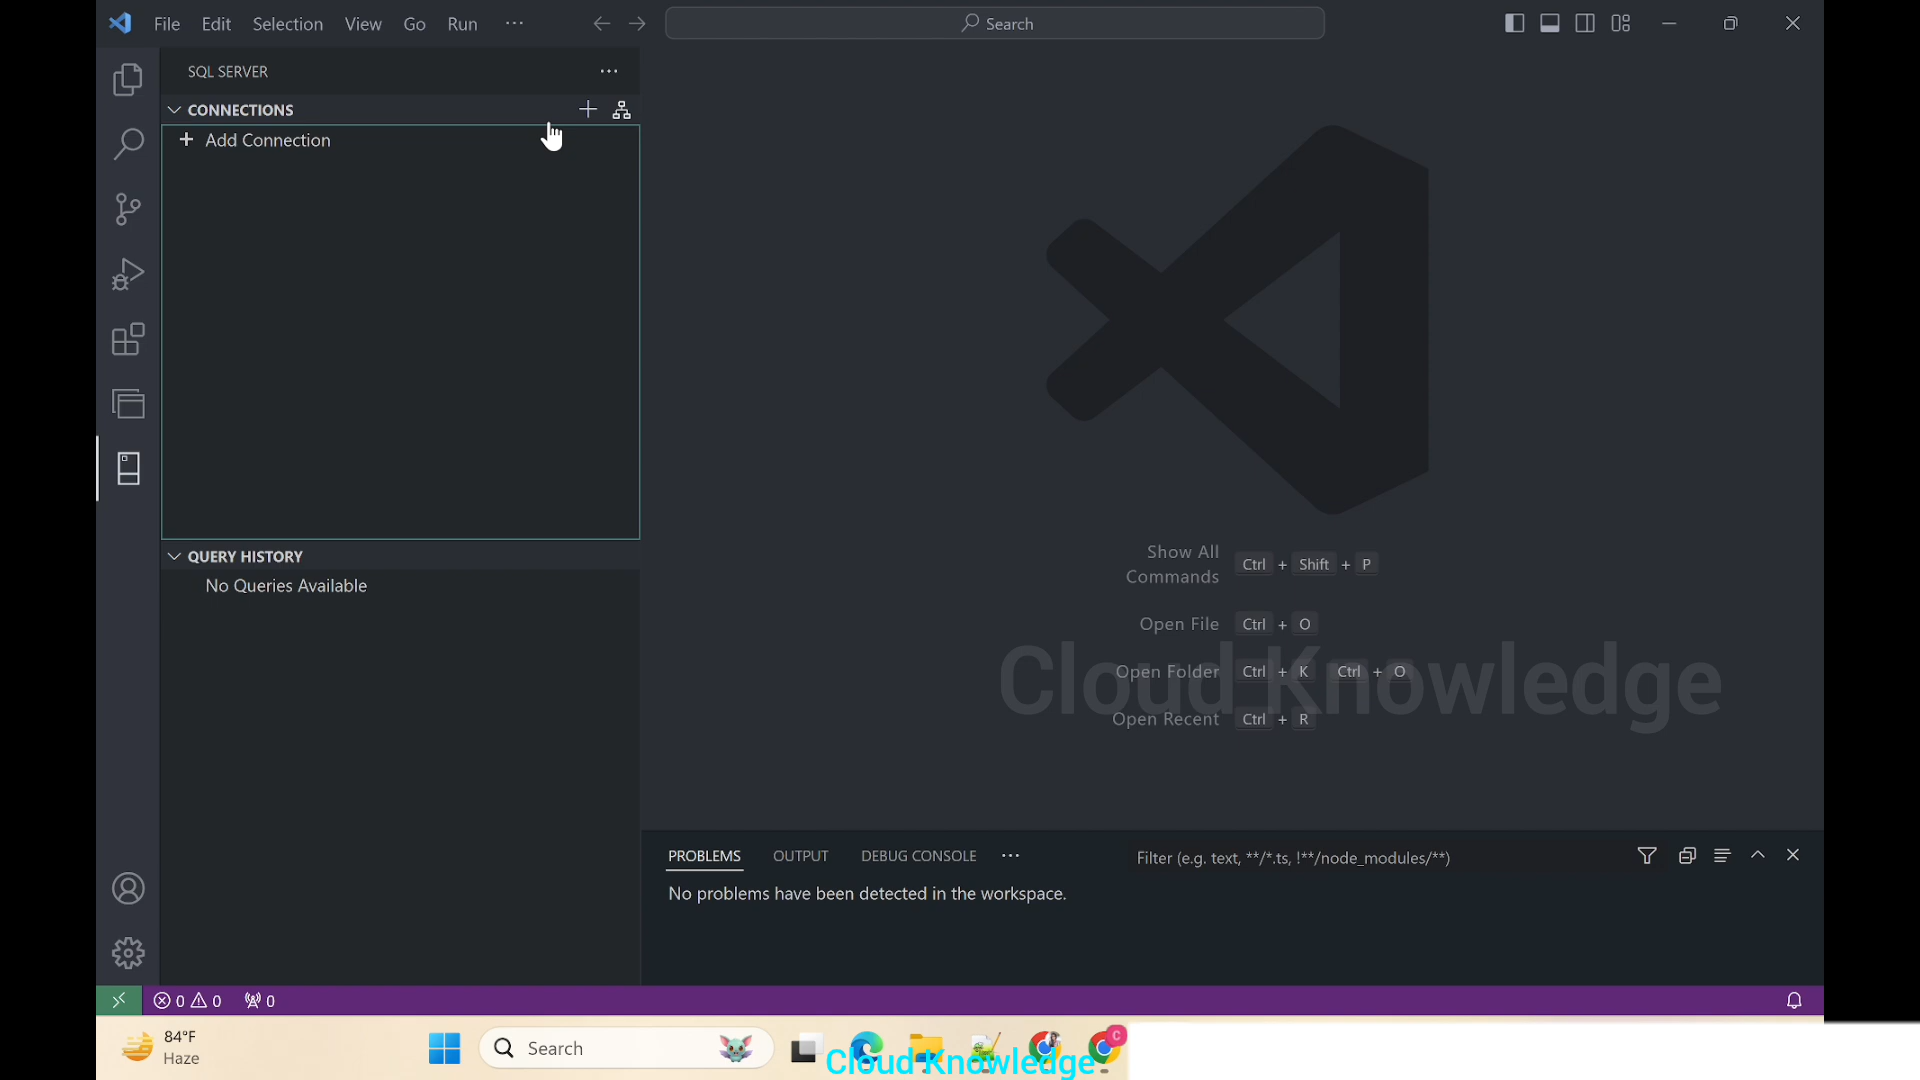 File Edit Selection View Go Run ···
Search
SQL SERVER
CONNECTIONS
Add Connection
QUERY HISTORY
No Queries Available
Show All Commands Ctrl + Shift + P
Open File Ctrl + O
Open Folder Ctrl + K Ctrl + O
Open Recent Ctrl + R
Cloud Knowledge
PROBLEMS OUTPUT DEBUG CONSOLE ··· Filter (e.g. text, **/*.ts, !**/node_modules/**)
No problems have been detected in the workspace.
0 0 0
84°F
Haze
Search
C
Cloud Knowledge